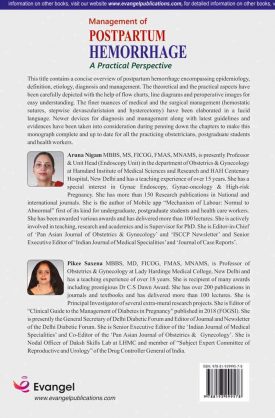 information, on other books, visit us at: www.evangelpublications.com, for detailed information, on other books, v
Management of
POSTPARTUM
HEMORRHAGE
A Practical Perspective
This title contains a concise overview of postpartum hemorrhage encompassing epidemiology,
definition, etiology, diagnosis and management. The theoretical and the practical aspects have
been carefully depicted with the help of flow charts, line diagrams and peroperative images for
easy understanding. The finer nuances of medical and the surgical management (hemostatic
sutures, stepwise devascularistaion and hysterectomy) have been elaborated in a lucid
language. Newer devices for diagnosis and management along with latest guidelines and
evidences have been taken into consideration during penning down the chapters to make this
monograph complete and up to date for all the practicing obstetricians, postgraduate students
and health workers.
Aruna Nigam MBBS, MS, FICOG, FMAS, MNAMS, is presently Professor
& Unit Head (Endoscopy Unit) in the department of Obstetrics & Gynaecology
at Hamdard Institute of Medical Sciences and Research and HAH Centenary
Hospital, New Delhi and has a teaching experience of over 15 years. She has a
special interest in Gynae Endoscopy, Gynae-oncology & High-risk
Pregnancy. She has more than 150 Research publications in National and
international journals. She is the author of Mobile app "Mechanism of Labour: Normal to
Abnormal" first of its kind for undergraduate, postgraduate students and health care workers.
She has been awarded various awards and has delivered more than 100 lectures. She is actively
involved in teaching, research and academics and is Supervisor for PhD. She is Editor-in-Chief
of 'Pan Asian Journal of Obstetrics & Gynaecology' and 'ISCCP Newsletter' and Senior
Executive Editor of 'Indian Journal of Medical Specialities' and 'Journal of Case Reports'.
Pikee Saxena MBBS, MD, FICOG, FMAS, MNAMS, is Professor of
Obstetrics & Gynaecology at Lady Hardinge Medical College, New Delhi and
has a teaching experience of over 18 years. She is recipient of many awards
including prestigious Dr C.S Dawn Award. She has over 200 publications in
journals and textbooks and has delivered more than 100 lectures. She is
Principal Investigator of several extra mural research projects. She is Editor of
"Clinical Guide to the Management of Diabetes in Pregnancy" published in 2018 (FOGSI). She
is presently the General Secretary of Delhi Diabetic Forum and Editor of Journal and Newsletter
of the Delhi Diabetic Forum. She is Senior Executive Editor of the 'Indian Journal of Medical
Specialities' and Co-Editor of the 'Pan Asian Journal of Obstetrics & Gynaecology'. She is
Nodal Officer of Daksh Skills Lab at LHMC and member of "Subject Expert Committee of
Reproductive and Urology" of the Drug Controller General of India.
Evangel
www.evangelpublications.com